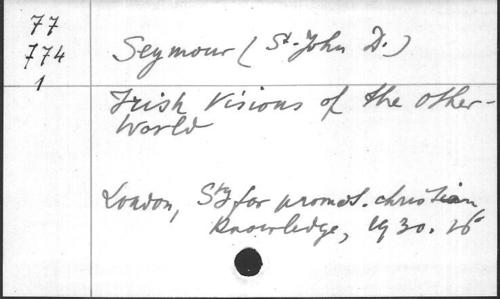 77
774
1
Seymour (St. John D.)
Irish Visions of the Other-
World
London, Sty for promot. christian
Knowledge, 1930. 16°